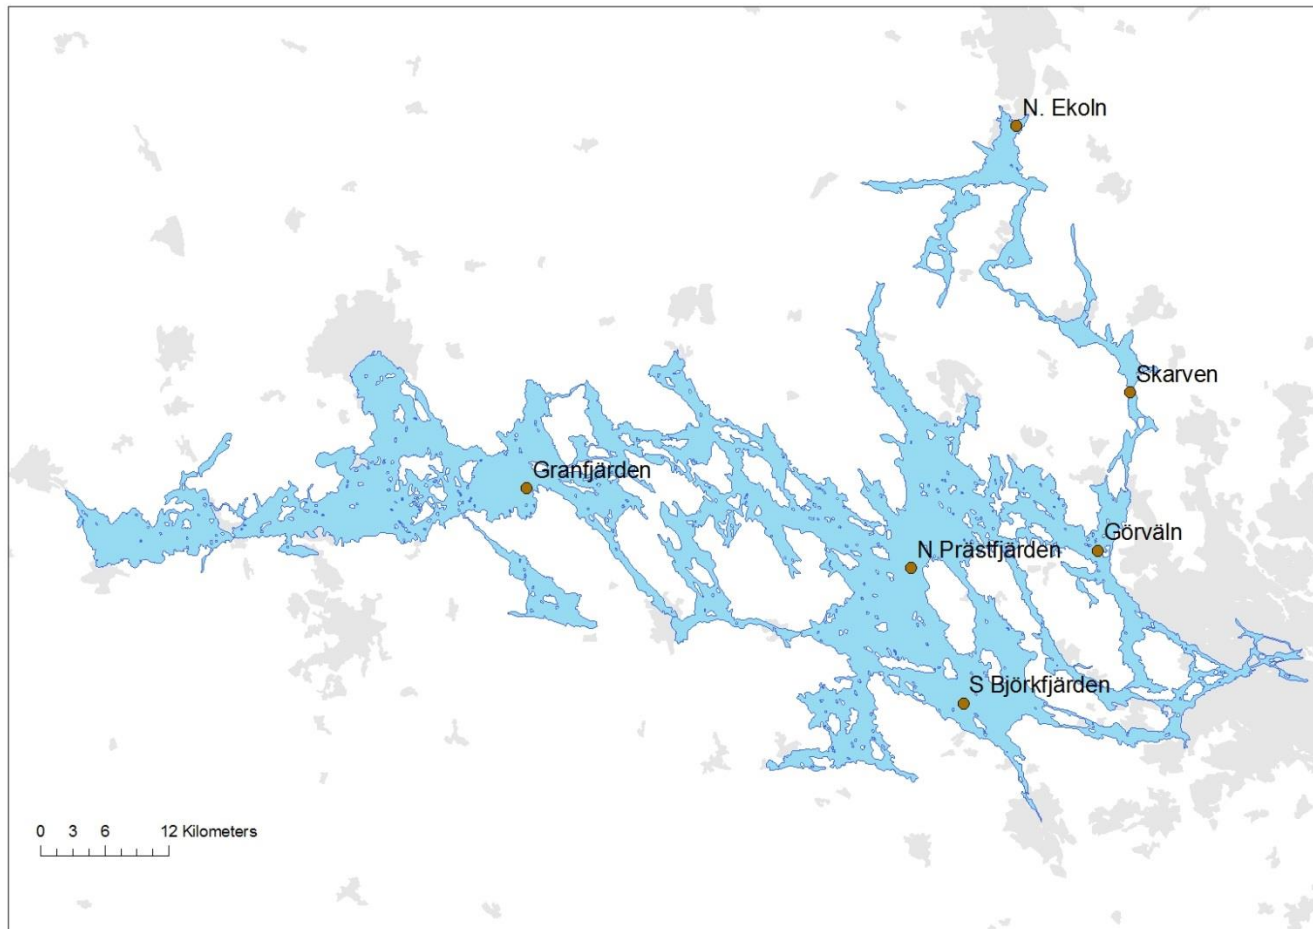 N. Ekoln
Skarven
Granfjärden
Görväln
N Prästfjärden
S Björkfjärden
0 3 6 12 Kilometers